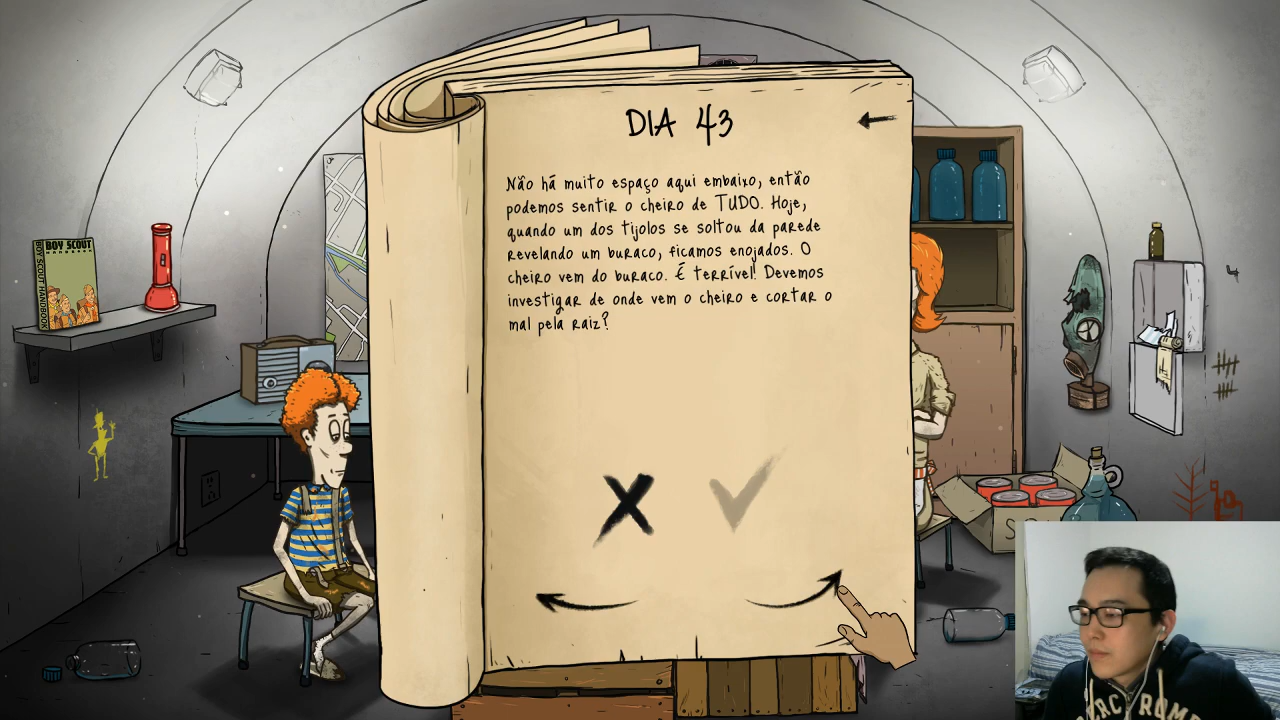 DIA 43
Não há muito espaço aqui embaixo, então
podemos sentir o cheiro de TUDO. Hoje,
quando um dos tijolos se soltou da parede
revelando um buraco, ficamos enojados. O
cheiro vem do buraco. É terrível! Devemos
investigar de onde vem o cheiro e cortar o
mal pela raiz?
BOY SCOUT
HANDBOOK
BOY SCOUT HANDBOOK